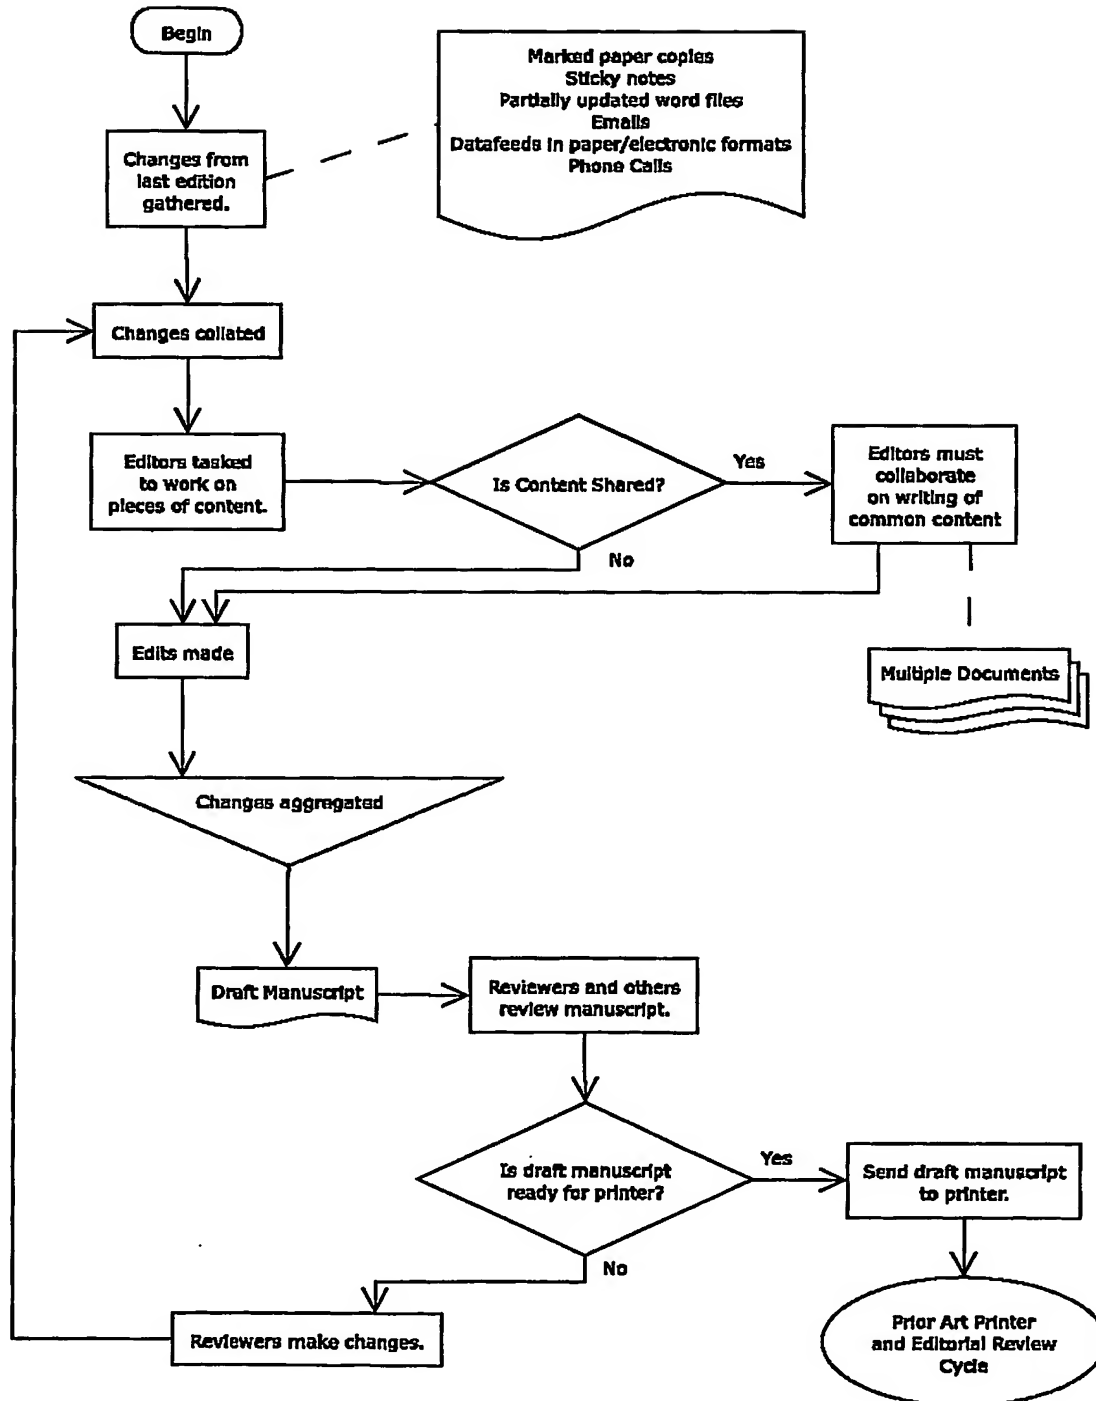 Begin
Marked paper copies
Sticky notes
Partially updated word files
Emails
Datafeeds in paper/electronic formats
Phone Calls
Changes from
last edition
gathered.
Changes collated
Editors tasked
to work on
pieces of content.
Is Content Shared?
Yes
Editors must
collaborate
on writing of
common content
No
Edits made
Multiple Documents
Changes aggregated
Draft Manuscript
Reviewers and others
review manuscript.
Is draft manuscript
ready for printer?
Yes
Send draft manuscript
to printer.
No
Reviewers make changes.
Prior Art Printer
and Editorial Review
Cycle